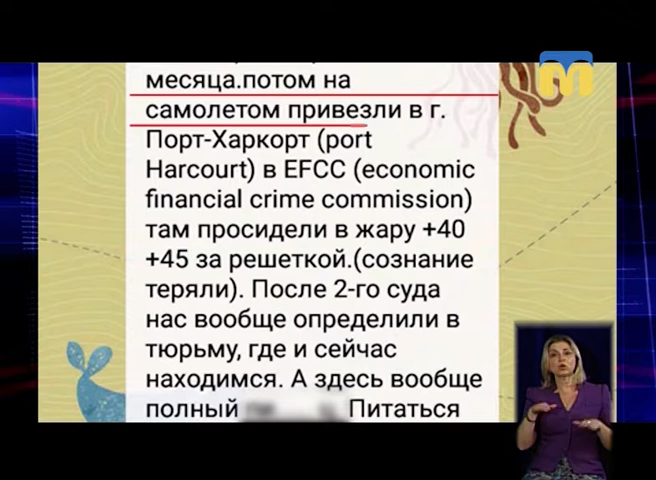 месяца.потом на
самолетом привезли в г.
Порт-Харкорт (port
Harcourt) в EFCC (economic
financial crime commission)
там просидели в жару +40
+45 за решеткой.(сознание
теряли). После 2-го суда
нас вообще определили в
тюрьму, где и сейчас
находимся. А здесь вообще
полный Питаться